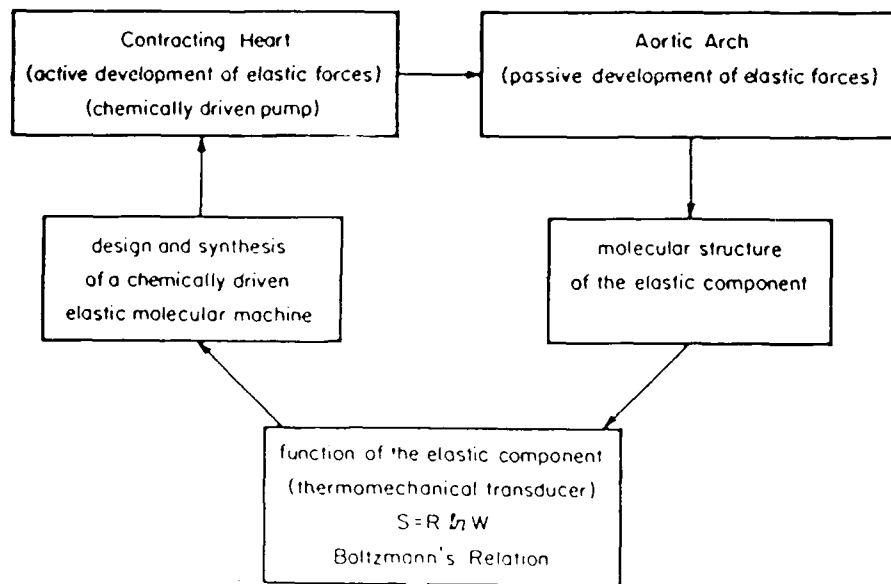 Contracting Heart
(active development of elastic forces)
(chemically driven pump)
Aortic Arch
(passive development of elastic forces)
design and synthesis
of a chemically driven
elastic molecular machine
molecular structure
of the elastic component
function of the elastic component
(thermomechanical transducer)
S = R ln W
Boltzmann's Relation